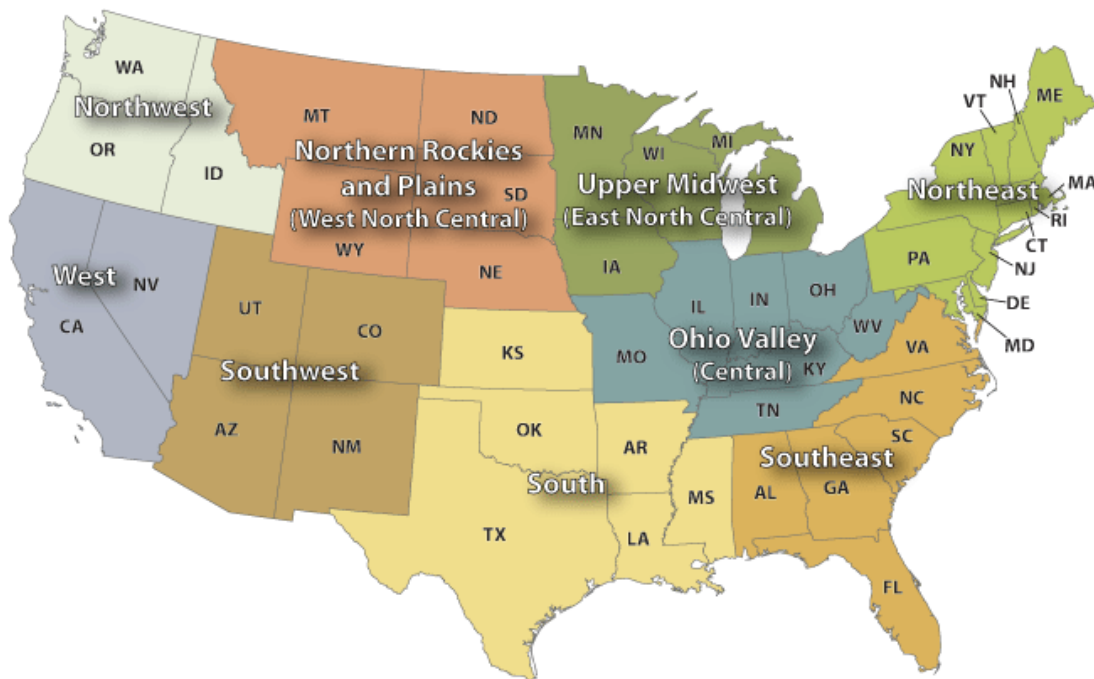 WA
Northwest
OR
ID
MT
ND
Northern Rockies
and Plains
(West North Central)
SD
WY
NE
MN
WI
MI
Upper Midwest
(East North Central)
IA
NH
VT
ME
NY
Northeast
MA
RI
CT
PA
NJ
DE
MD
West
NV
CA
UT
CO
Southwest
AZ
NM
KS
OK
AR
South
TX
LA
MS
IL
IN
OH
WV
MO
Ohio Valley
(Central)
KY
TN
VA
NC
SC
Southeast
AL
GA
FL